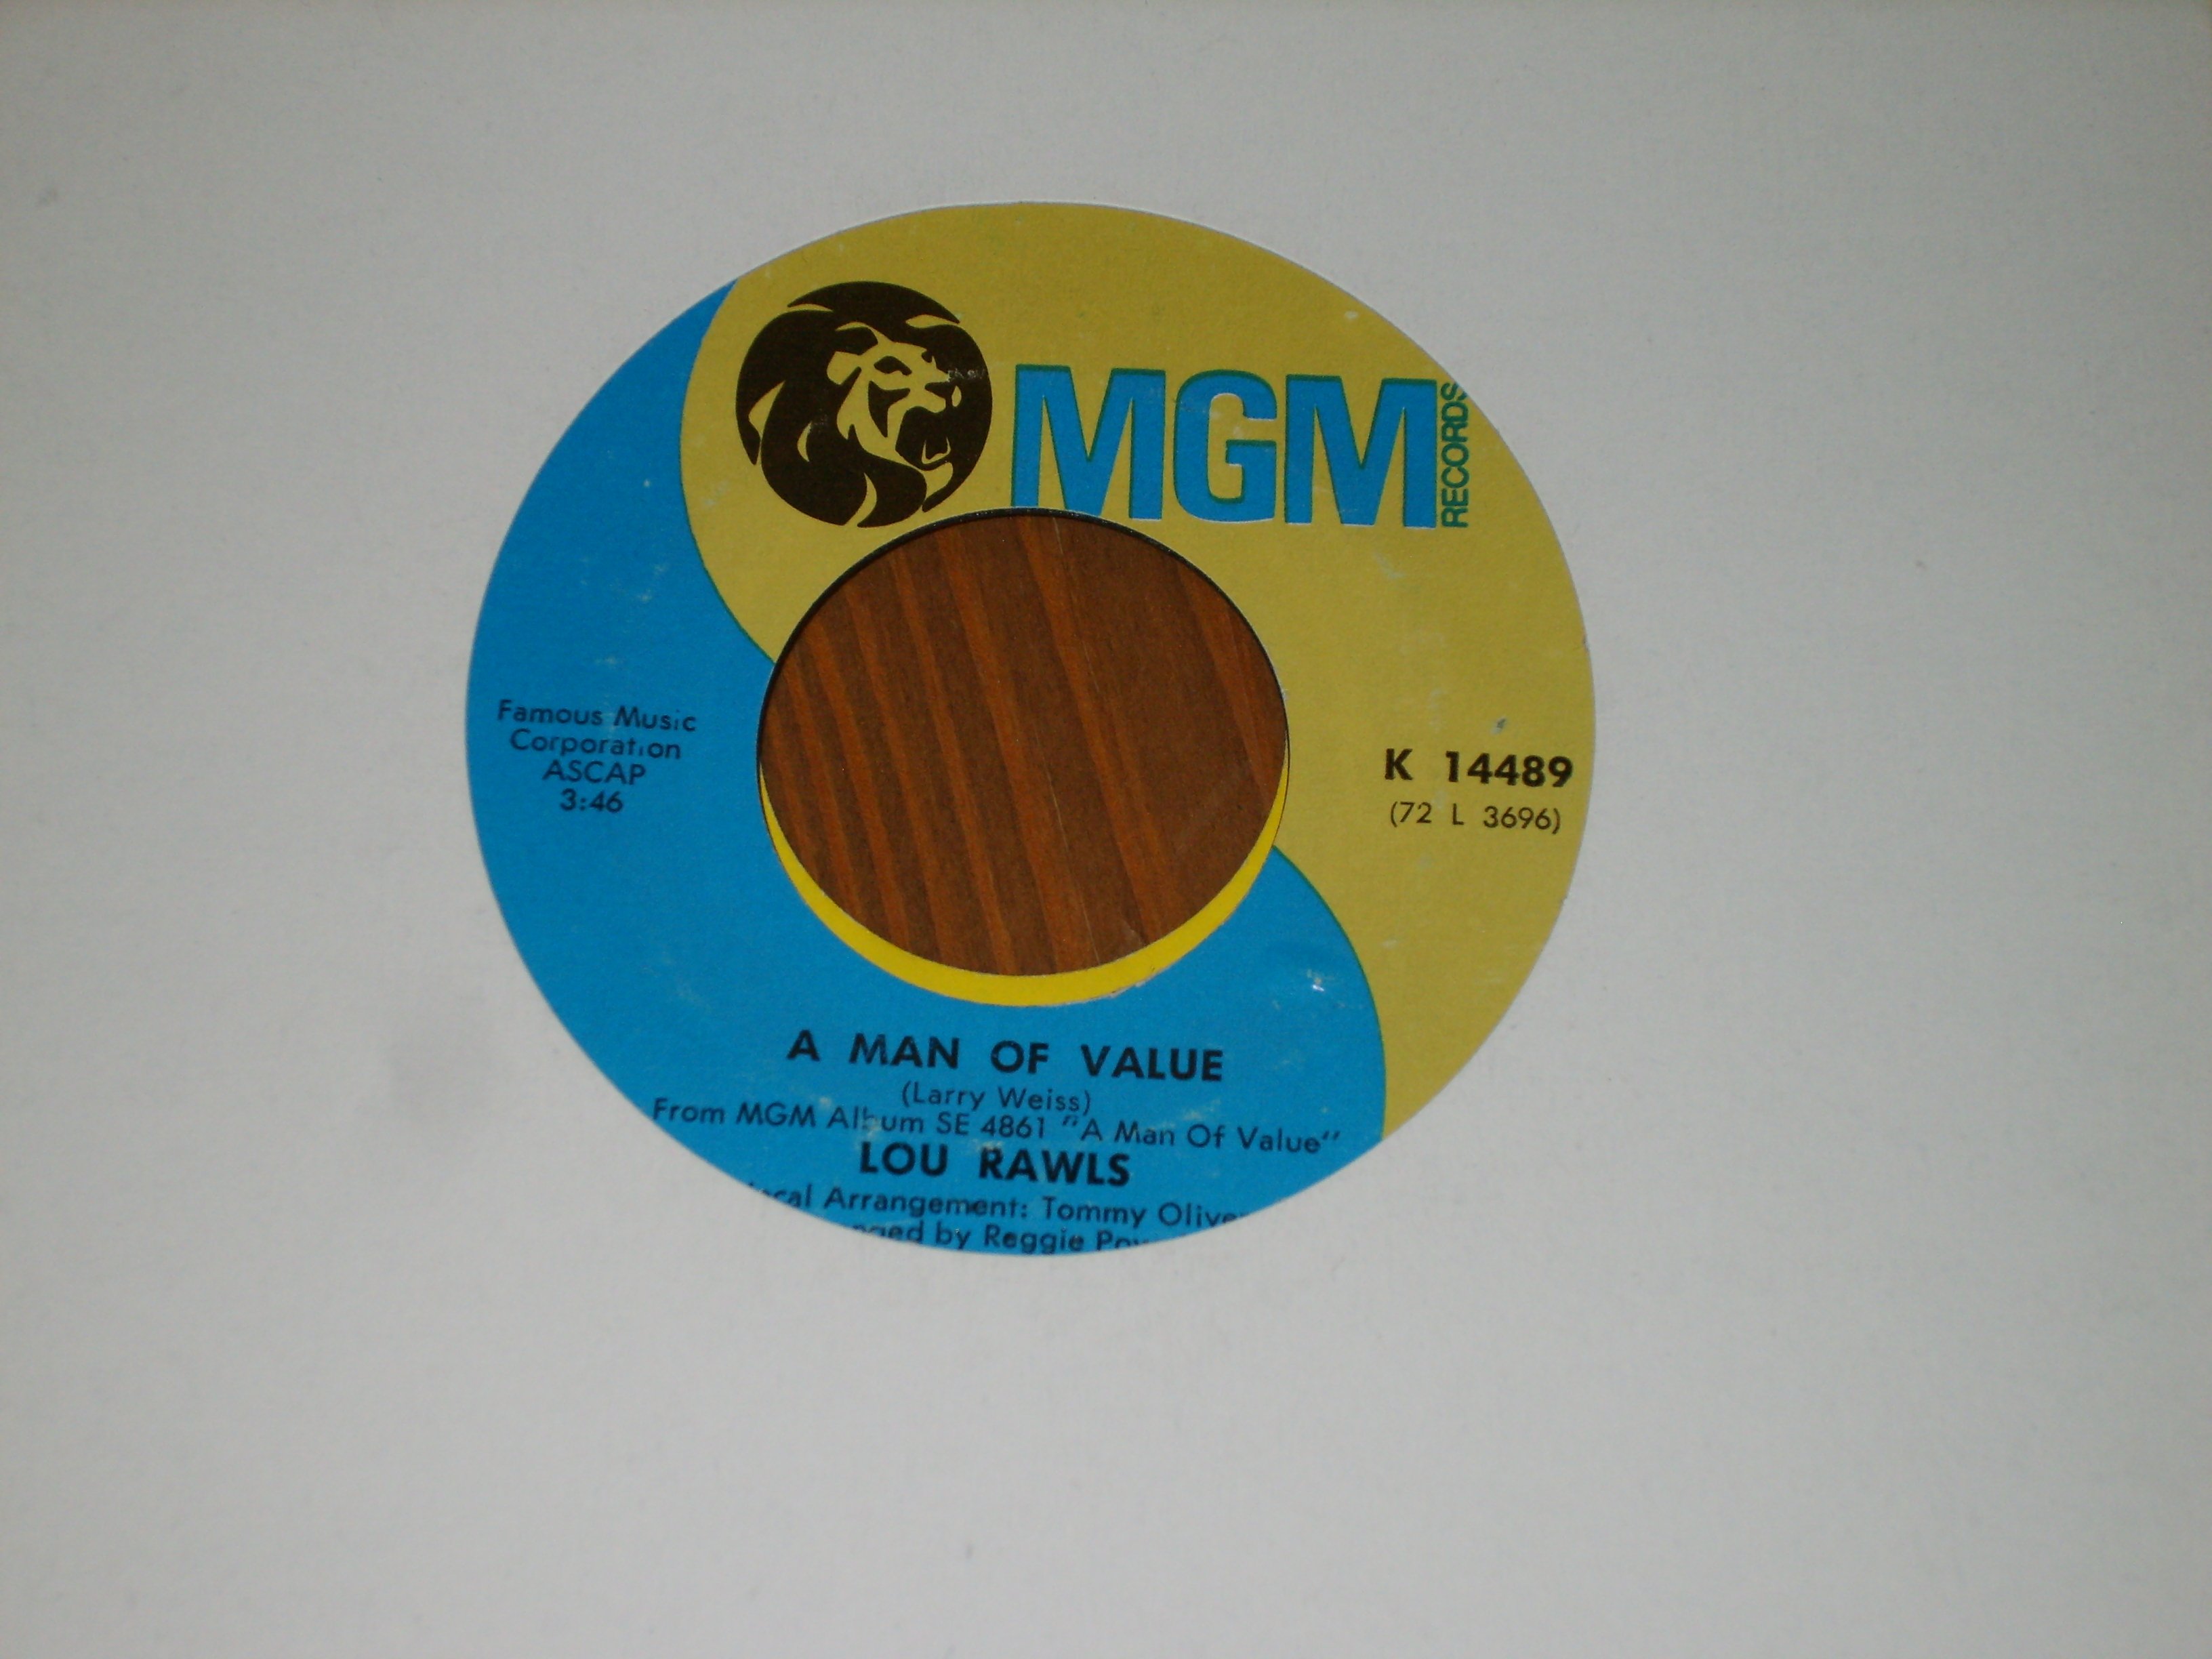 MGM
RECORDS
Famous Music
Corporation
ASCAP
3:46
K 14489
(72 L 3696)
A MAN OF VALUE
(Larry Weiss)
From MGM Album SE 4861 "A Man Of Value"
LOU RAWLS
Arrangement: Tommy Oliver
by Reggie